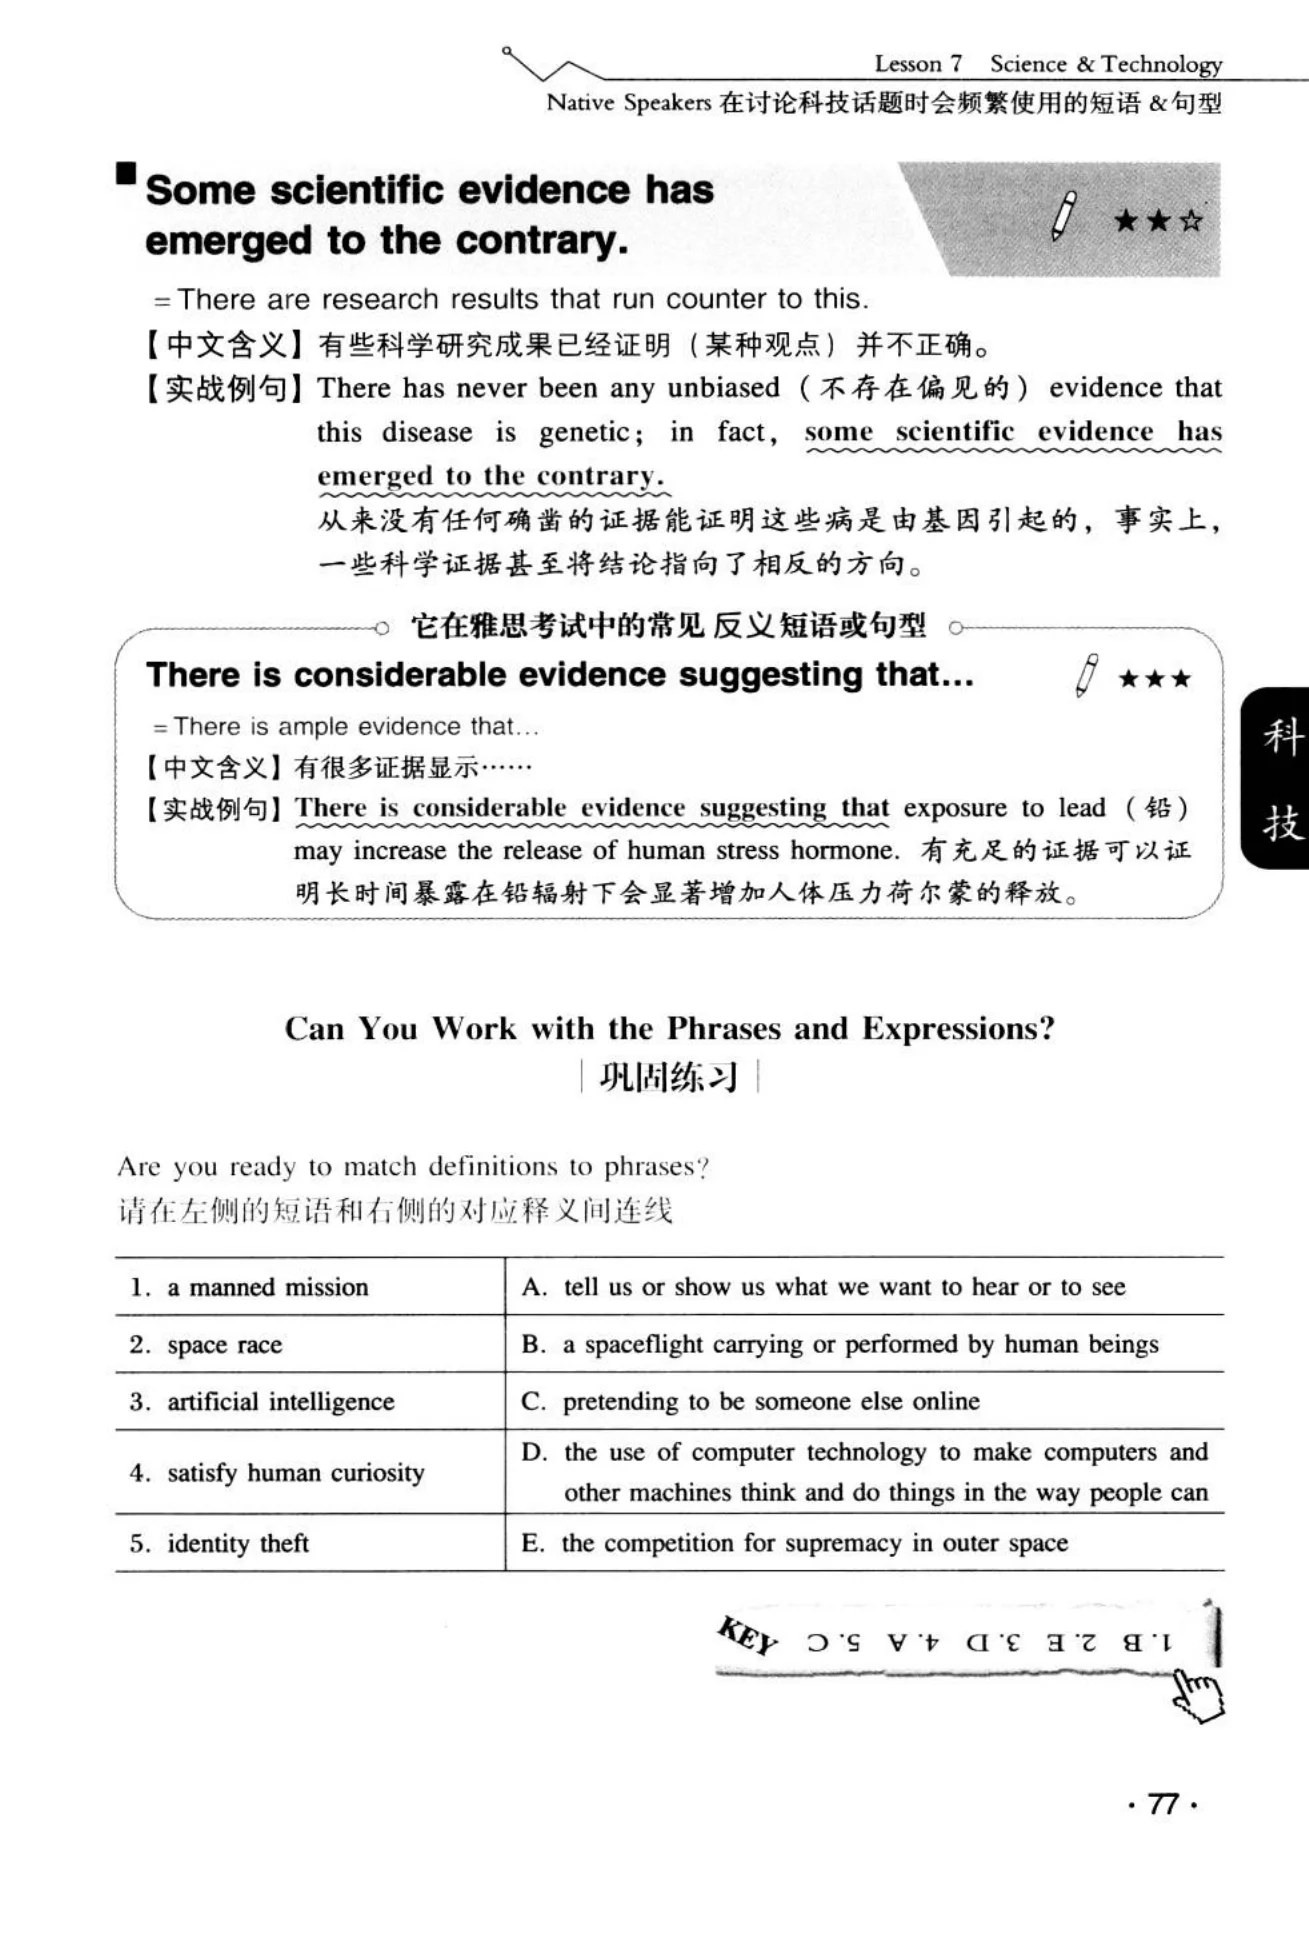 Lesson 7 Science & Technology
Native Speakers 在讨论科技话题时会频繁使用的短语 &句型
Some scientific evidence has
emerged to the contrary.
★★☆
=There are research results that run counter to this.
【中文含义】有些科学研究成果已经证明（某种观点）并不正确。
【实战例句】There has never been any unbiased（不存在偏见的）evidence that
this disease is genetic; in fact, some scientific evidence has
emerged to the contrary.
从来没有任何确凿的证据能证明这些病是由基因引起的，事实上，
一些科学证据甚至将结论指向了相反的方向。
它在雅思考试中的常见反义短语或句型
There is considerable evidence suggesting that...
★★★
=There is ample evidence that...
【中文含义】有很多证据显示……
【实战例句】There is considerable evidence suggesting that exposure to lead（铅）
may increase the release of human stress hormone. 有充足的证据可以证
明长时间暴露在铅辐射下会显著增加人体压力荷尔蒙的释放。
科
技
Can You Work with the Phrases and Expressions?
巩固练习
Are you ready to match definitions to phrases?
请在左侧的短语和右侧的对应释义间连线
1. a manned mission
A. tell us or show us what we want to hear or to see
2. space race
B. a spaceflight carrying or performed by human beings
3. artificial intelligence
C. pretending to be someone else online
4. satisfy human curiosity
D. the use of computer technology to make computers and
other machines think and do things in the way people can
5. identity theft
E. the competition for supremacy in outer space
KEY
1. B 2. E 3. D 4. A 5. C
· 77 ·